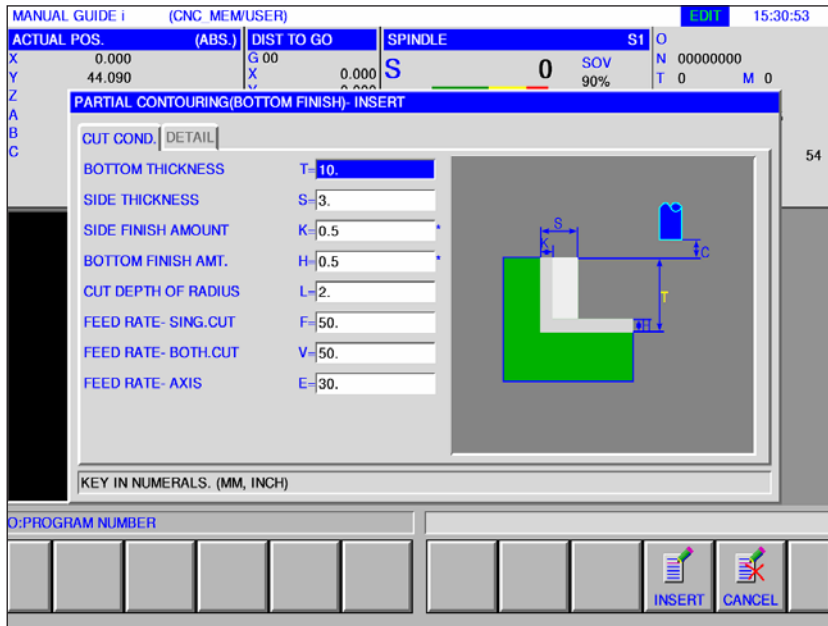 MANUAL GUIDE i (CNC_MEM/USER) EDIT 15:30:53
ACTUAL POS. (ABS.) DIST TO GO SPINDLE S1 O
X 0.000 G 00 N 00000000
Y 44.090 X 0.000 S 0 SOV 90% T 0 M 0
Z
A
B
C 54
PARTIAL CONTOURING(BOTTOM FINISH)- INSERT
CUT COND. DETAIL
BOTTOM THICKNESS T=10.
SIDE THICKNESS S=3.
SIDE FINISH AMOUNT K=0.5 *
BOTTOM FINISH AMT. H=0.5 *
CUT DEPTH OF RADIUS L=2.
FEED RATE- SING.CUT F=50.
FEED RATE- BOTH.CUT V=50.
FEED RATE- AXIS E=30.
S
K
C
T
H
KEY IN NUMERALS. (MM, INCH)
O:PROGRAM NUMBER
INSERT CANCEL